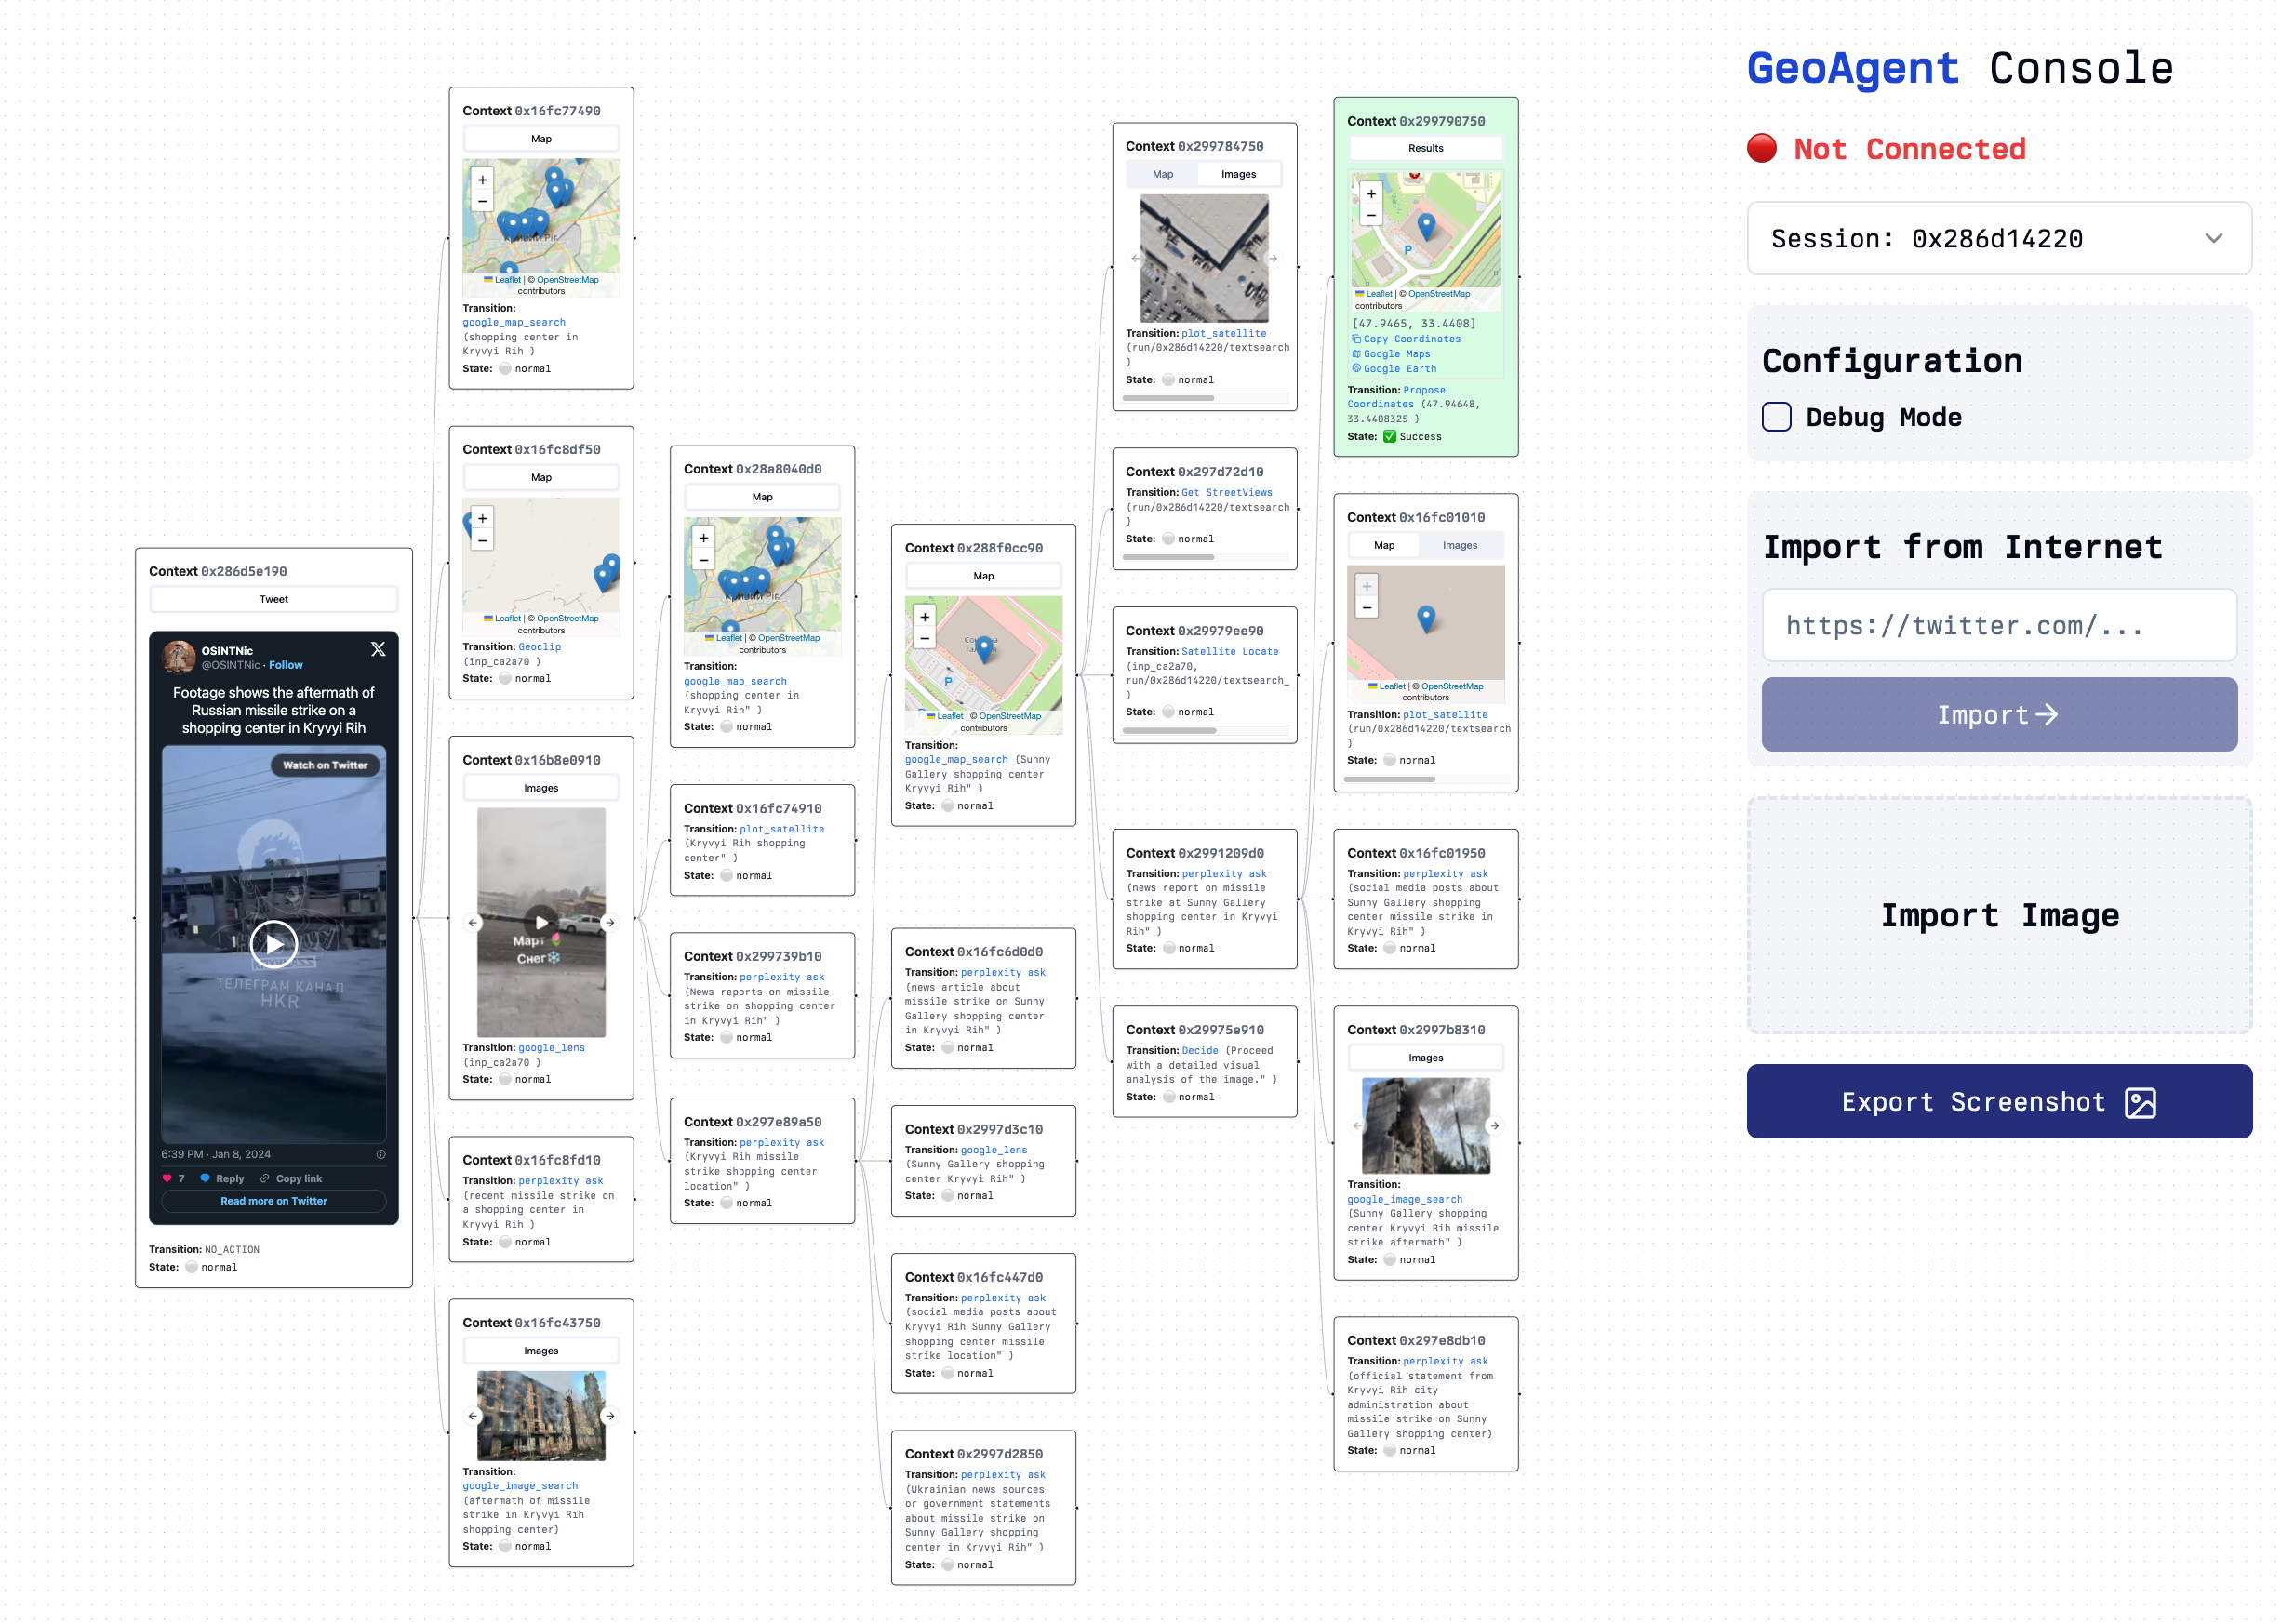 Context 0x286d5e190
Tweet
OSINTNic
@OSINTNic · Follow
Footage shows the aftermath of
Russian missile strike on a
shopping center in Kryvyi Rih
Watch on Twitter
ТЕЛЕГРАМ КАНАЛ
HKR
6:39 PM · Jan 8, 2024
7
Reply
Copy link
Read more on Twitter
Transition: NO_ACTION
State: normal
Context 0x16fc77490
Map
+
−
Leaflet | © OpenStreetMap
contributors
Transition:
google_map_search
(shopping center in
Kryvyi Rih )
State: normal
Context 0x16fc8df50
Map
+
−
Leaflet | © OpenStreetMap
contributors
Transition: Geoclip
(inp_ca2a70 )
State: normal
Context 0x16b8e0910
Images
Март
Снег
Transition: google_lens
(inp_ca2a70 )
State: normal
Context 0x16fc8fd10
Transition: perplexity ask
(recent missile strike on
a shopping center in
Kryvyi Rih )
State: normal
Context 0x16fc43750
Images
Transition:
google_image_search
(aftermath of missile
strike in Kryvyi Rih
shopping center)
State: normal
Context 0x28a8040d0
Map
+
−
Leaflet | © OpenStreetMap
contributors
Transition:
google_map_search
(shopping center in
Kryvyi Rih" )
State: normal
Context 0x16fc74910
Transition: plot_satellite
(Kryvyi Rih shopping
center" )
State: normal
Context 0x299739b10
Transition: perplexity ask
(News reports on missile
strike on shopping center
in Kryvyi Rih" )
State: normal
Context 0x297e89a50
Transition: perplexity ask
(Kryvyi Rih missile
strike shopping center
location" )
State: normal
Context 0x288f0cc90
Map
+
−
P
Leaflet | © OpenStreetMap
contributors
Transition:
google_map_search (Sunny
Gallery shopping center
Kryvyi Rih" )
State: normal
Context 0x16fc6d0d0
Transition: perplexity ask
(news article about
missile strike on Sunny
Gallery shopping center
in Kryvyi Rih" )
State: normal
Context 0x2997d3c10
Transition: google_lens
(Sunny Gallery shopping
center Kryvyi Rih" )
State: normal
Context 0x16fc447d0
Transition: perplexity ask
(social media posts about
Kryvyi Rih Sunny Gallery
shopping center missile
strike location" )
State: normal
Context 0x2997d2850
Transition: perplexity ask
(Ukrainian news sources
or government statements
about missile strike on
Sunny Gallery shopping
center in Kryvyi Rih" )
State: normal
Context 0x299784750
Map Images
Transition: plot_satellite
(run/0x286d14220/textsearch
)
State: normal
Context 0x297d72d10
Transition: Get StreetViews
(run/0x286d14220/textsearch
)
State: normal
Context 0x29979ee90
Transition: Satellite Locate
(inp_ca2a70,
run/0x286d14220/textsearch_
)
State: normal
Context 0x2991209d0
Transition: perplexity ask
(news report on missile
strike at Sunny Gallery
shopping center in Kryvyi
Rih" )
State: normal
Context 0x29975e910
Transition: Decide (Proceed
with a detailed visual
analysis of the image." )
State: normal
Context 0x299790750
Results
+
−
P
Leaflet | © OpenStreetMap
contributors
[47.9465, 33.4408]
Copy Coordinates
Google Maps
Google Earth
Transition: Propose
Coordinates (47.94648,
33.4408325 )
State: Success
Context 0x16fc01010
Map Images
+
−
Leaflet | © OpenStreetMap
contributors
Transition: plot_satellite
(run/0x286d14220/textsearch
)
State: normal
Context 0x16fc01950
Transition: perplexity ask
(social media posts about
Sunny Gallery shopping
center missile strike in
Kryvyi Rih" )
State: normal
Context 0x2997b8310
Images
Transition:
google_image_search
(Sunny Gallery shopping
center Kryvyi Rih missile
strike aftermath" )
State: normal
Context 0x297e8db10
Transition: perplexity ask
(official statement from
Kryvyi Rih city
administration about
missile strike on Sunny
Gallery shopping center)
State: normal
GeoAgent Console
Not Connected
Session: 0x286d14220
Configuration
Debug Mode
Import from Internet
https://twitter.com/...
Import
Import Image
Export Screenshot